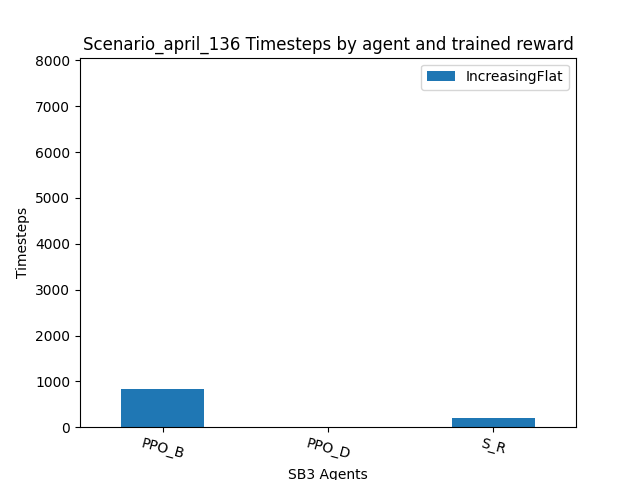 Scenario_april_136 Timesteps by agent and trained reward
IncreasingFlat
8000
7000
6000
5000
4000
3000
2000
1000
0
Timesteps
PPO_B
PPO_D
S_R
SB3 Agents